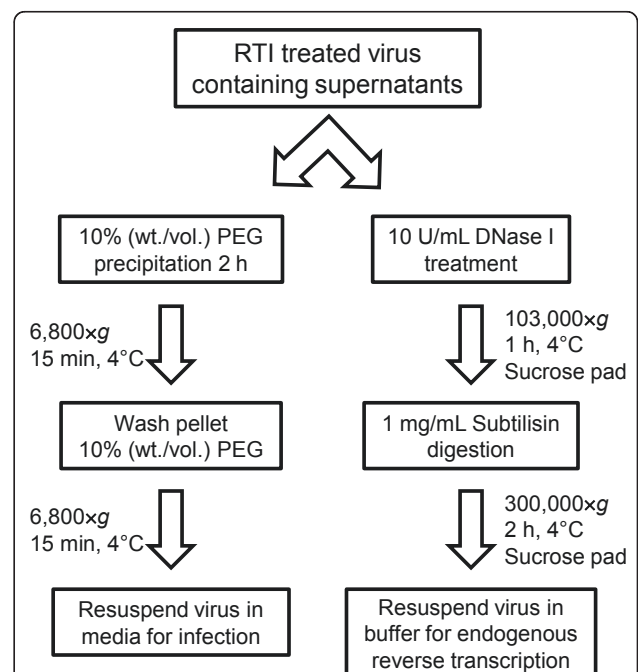 RTI treated virus
containing supernatants
10% (wt./vol.) PEG
precipitation 2 h
6,800×g
15 min, 4°C
Wash pellet
10% (wt./vol.) PEG
6,800×g
15 min, 4°C
Resuspend virus in
media for infection
10 U/mL DNase I
treatment
103,000×g
1 h, 4°C
Sucrose pad
1 mg/mL Subtilisin
digestion
300,000×g
2 h, 4°C
Sucrose pad
Resuspend virus in
buffer for endogenous
reverse transcription